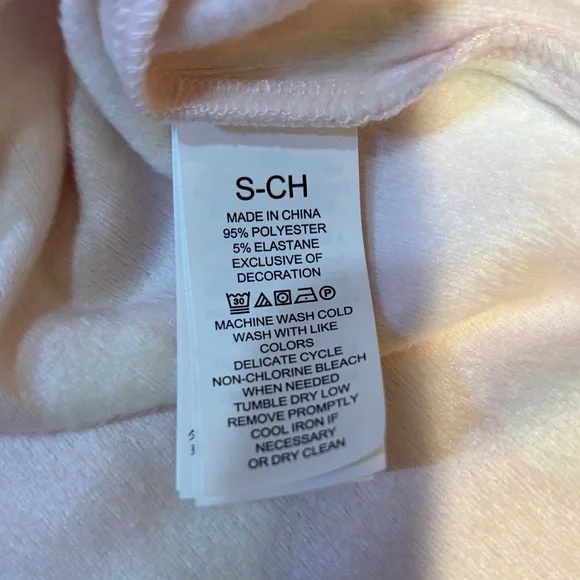 S-CH
MADE IN CHINA
95% POLYESTER
5% ELASTANE
EXCLUSIVE OF
DECORATION
30 P
MACHINE WASH COLD
WASH WITH LIKE
COLORS
DELICATE CYCLE
NON-CHLORINE BLEACH
WHEN NEEDED
TUMBLE DRY LOW
REMOVE PROMPTLY
COOL IRON IF
NECESSARY
OR DRY CLEAN